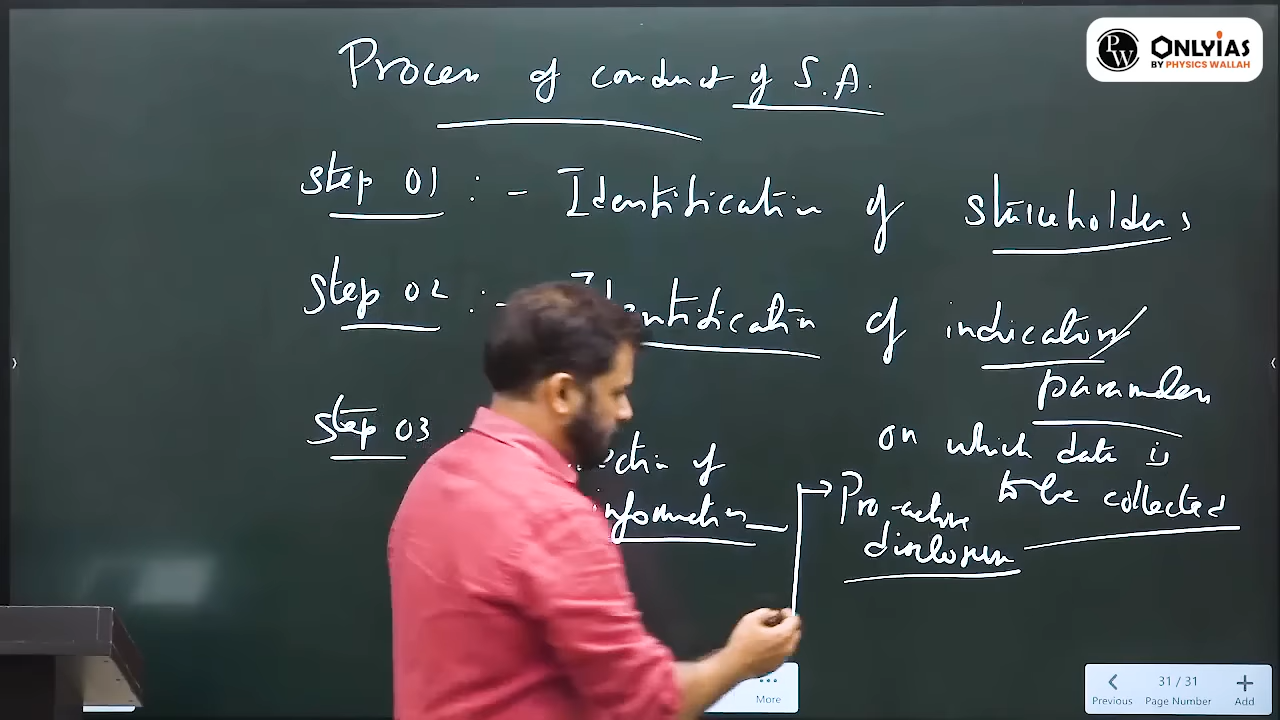 PW ONLYIAS
BY PHYSICS WALLAH
Process of conduct of S.A.
Step 01 :- Identification of stakeholders,
Step 02 :- Identification of indicators/
parameters
on which data is
to be collected
Step 03
of
information
Pro-active
disclosure
More
Previous
31 / 31
Page Number
Add